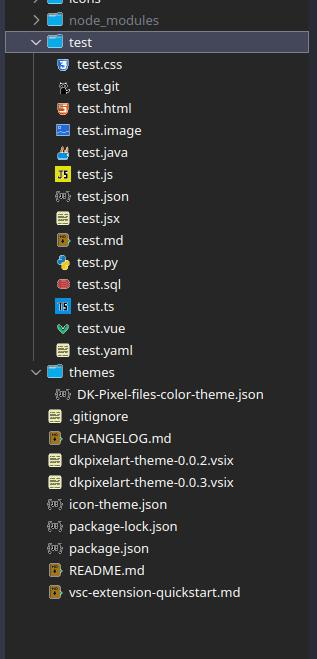 icons
node_modules
test
test.css
test.git
test.html
test.image
test.java
test.js
test.json
test.jsx
test.md
test.py
test.sql
test.ts
test.vue
test.yaml
themes
DK-Pixel-files-color-theme.json
.gitignore
CHANGELOG.md
dkpixelart-theme-0.0.2.vsix
dkpixelart-theme-0.0.3.vsix
icon-theme.json
package-lock.json
package.json
README.md
vsc-extension-quickstart.md